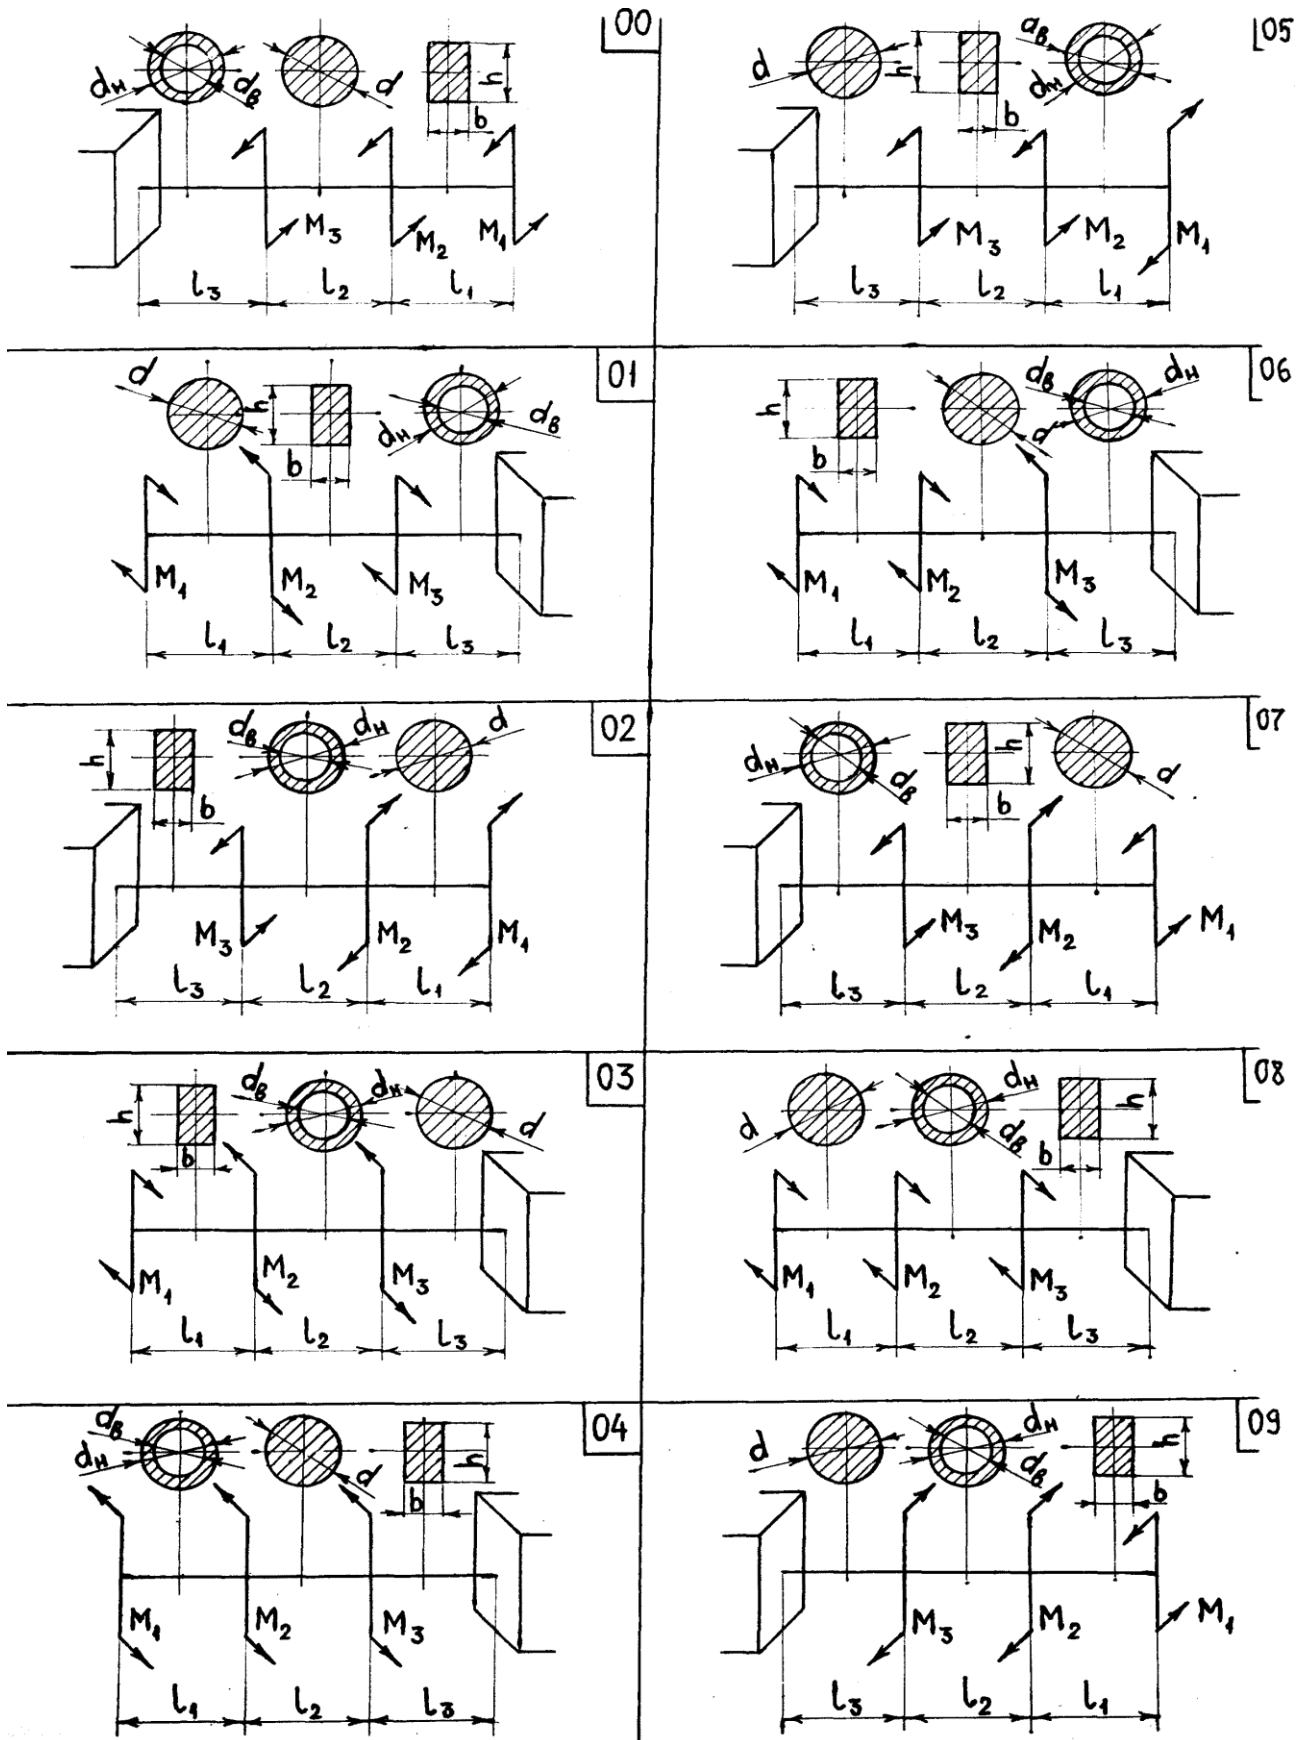 00
dн dв d h b
M₃ M₂ M₁
l₃ l₂ l₁
05
d h b dн aв
M₃ M₂ M₁
l₃ l₂ l₁
01
d h b dн dв
M₁ M₂ M₃
l₁ l₂ l₃
06
h b d dв dн
M₁ M₂ M₃
l₁ l₂ l₃
02
h b dв dн d
M₃ M₂ M₁
l₃ l₂ l₁
07
dн dв h b d
M₃ M₂ M₁
l₃ l₂ l₁
03
h b dв dн d
M₁ M₂ M₃
l₁ l₂ l₃
08
d dн dв b h
M₁ M₂ M₃
l₁ l₂ l₃
04
dв dн d b h
M₁ M₂ M₃
l₁ l₂ l₃
09
d dн dв h b
M₃ M₂ M₁
l₃ l₂ l₁